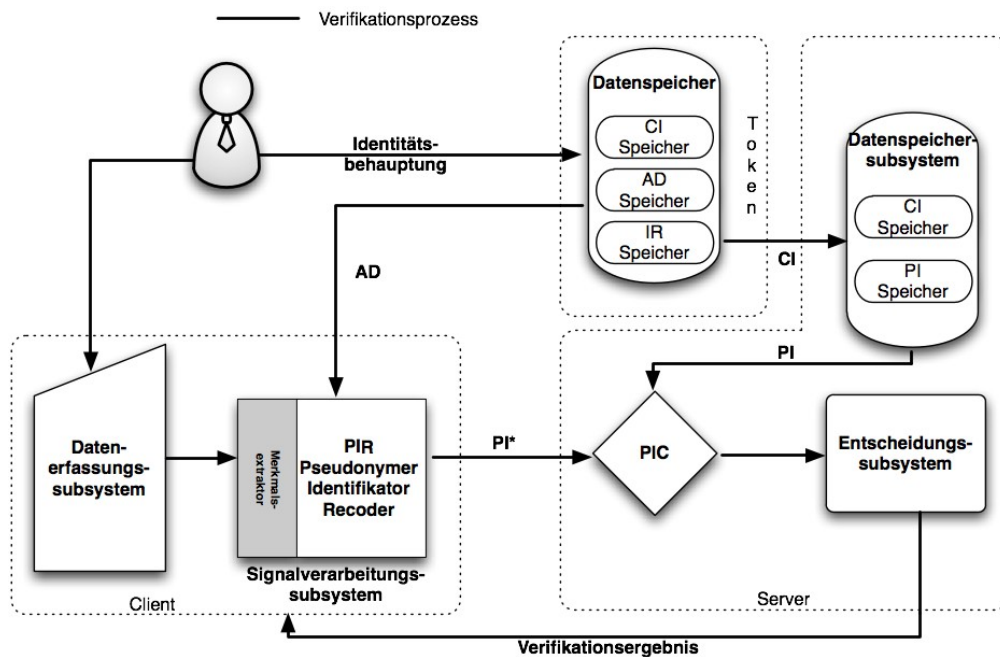 Verifikationsprozess
Datenspeicher
CI
Speicher
AD
Speicher
IR
Speicher
Token
Datenspeicher-
subsystem
CI
Speicher
PI
Speicher
Identitäts-
behauptung
AD
CI
PI
Daten-
erfassungs-
subsystem
Merkmals-
extraktor
PIR
Pseudonymer
Identifikator
Recoder
PI*
PIC
Entscheidungs-
subsystem
Signalverarbeitungs-
subsystem
Client
Server
Verifikationsergebnis